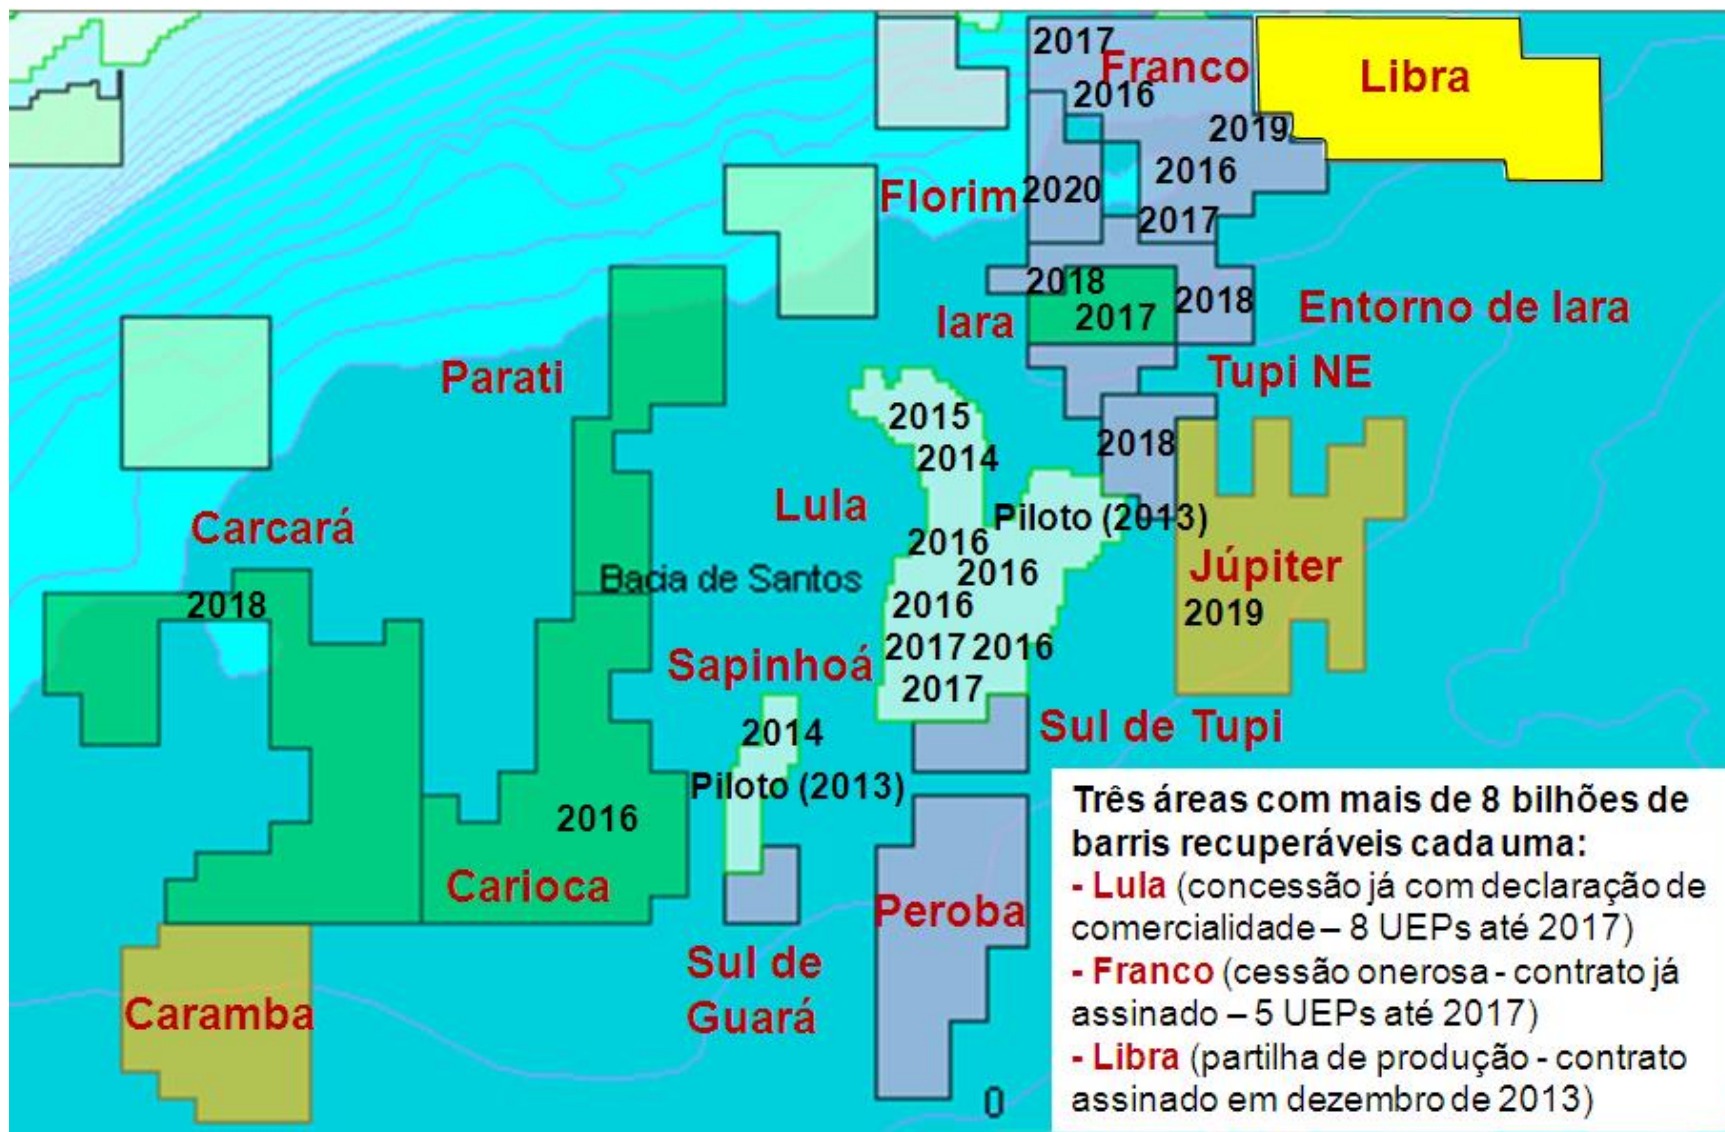 2017
Franco
Libra
2016
2019
Florim
2020
2016
2017
2018
2018
Iara
2017
Entorno de Iara
Parati
Tupi NE
2015
2014
2018
Lula
Piloto (2013)
Carcará
2016
Júpiter
Bacia de Santos
2016
2018
2016
2019
Sapinhoá
2017
2016
2017
2014
Sul de Tupi
Piloto (2013)
2016
Carioca
Peroba
Sul de
Guará
Caramba
0
Três áreas com mais de 8 bilhões de
barris recuperáveis cada uma:
- Lula (concessão já com declaração de
comercialidade – 8 UEPs até 2017)
- Franco (cessão onerosa - contrato já
assinado – 5 UEPs até 2017)
- Libra (partilha de produção - contrato
assinado em dezembro de 2013)